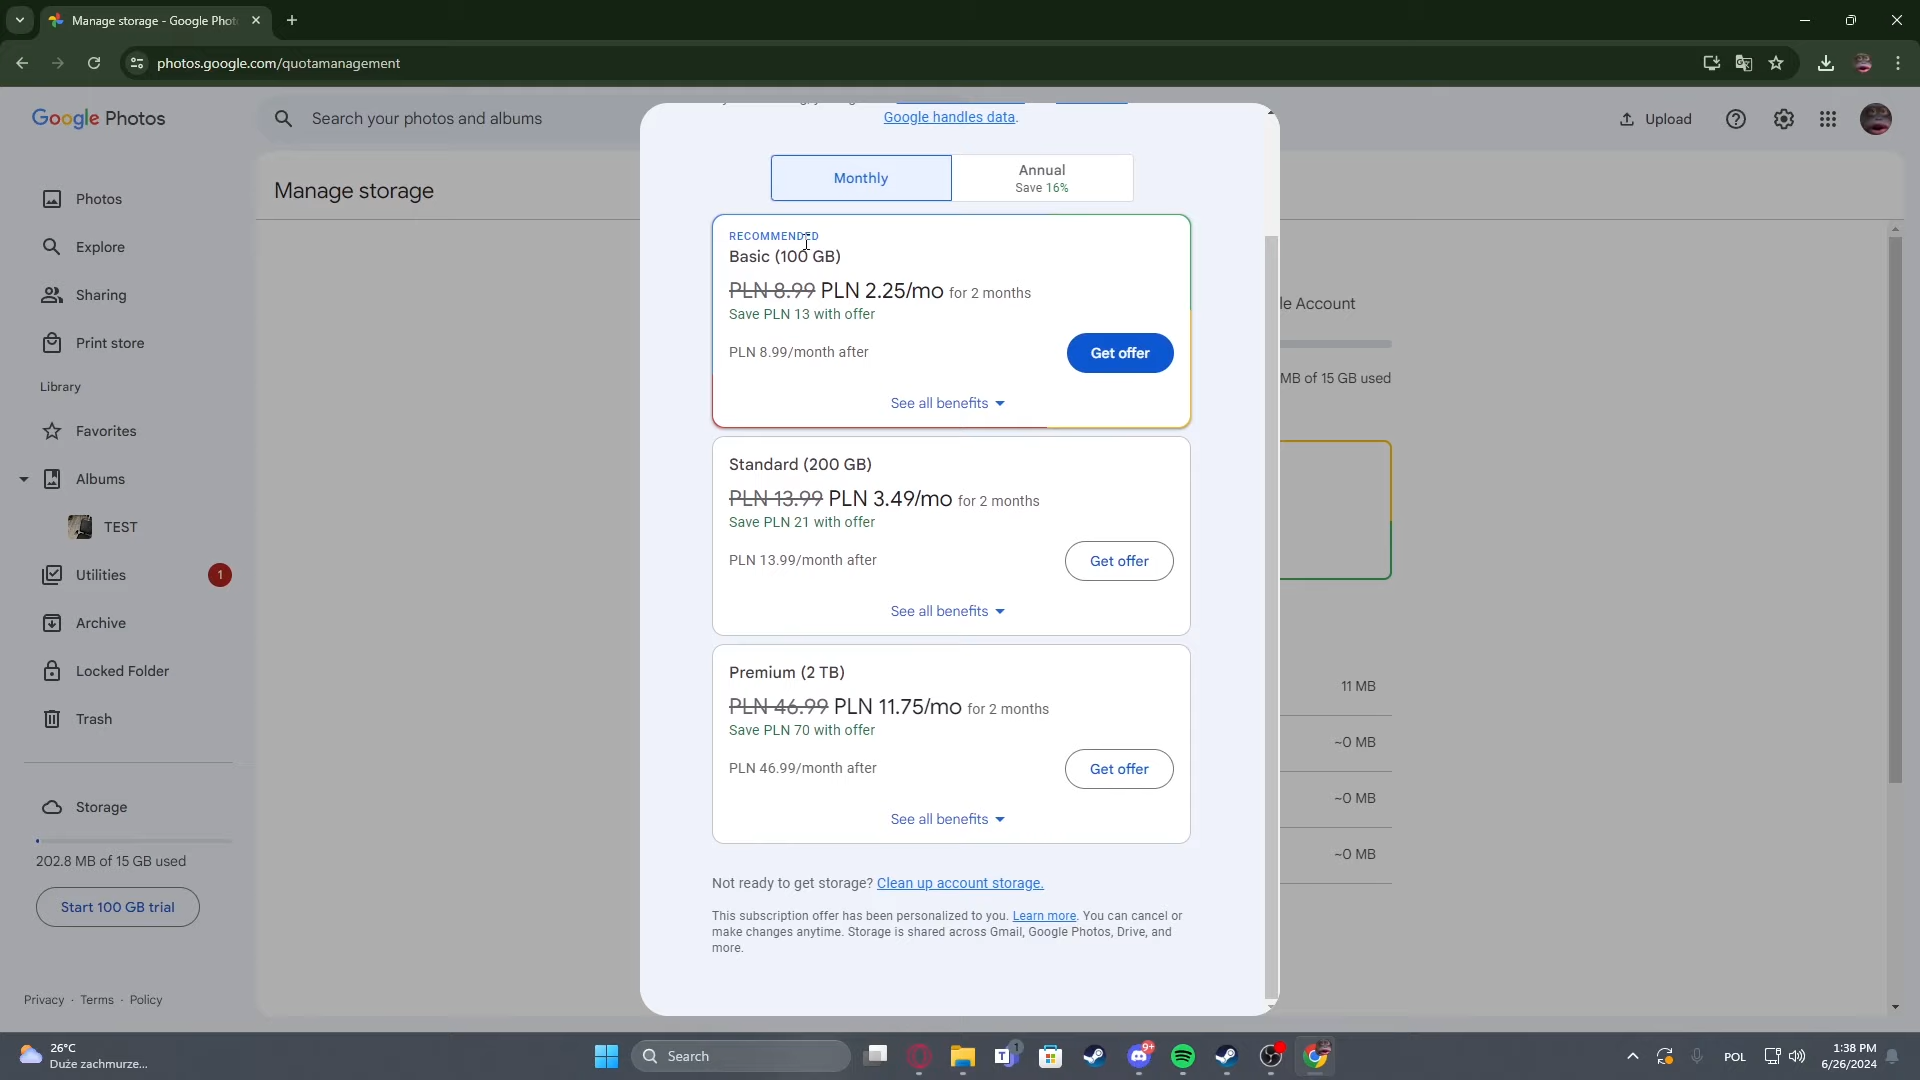 Manage storage - Google Phot
photos.google.com/quotamanagement
Google Photos
Search your photos and albums
Upload
Google handles data.
Photos
Explore
Sharing
Print store
Library
Favorites
Albums
TEST
Utilities
1
Archive
Locked Folder
Trash
Storage
202.8 MB of 15 GB used
Start 100 GB trial
Privacy · Terms · Policy
Manage storage
Monthly
Annual
Save 16%
RECOMMENDED
Basic (100 GB)
PLN 8.99 PLN 2.25/mo for 2 months
Save PLN 13 with offer
PLN 8.99/month after
Get offer
See all benefits
Standard (200 GB)
PLN 13.99 PLN 3.49/mo for 2 months
Save PLN 21 with offer
PLN 13.99/month after
Get offer
See all benefits
Premium (2 TB)
PLN 46.99 PLN 11.75/mo for 2 months
Save PLN 70 with offer
PLN 46.99/month after
Get offer
See all benefits
Not ready to get storage? Clean up account storage.
This subscription offer has been personalized to you. Learn more. You can cancel or
make changes anytime. Storage is shared across Gmail, Google Photos, Drive, and
more.
le Account
MB of 15 GB used
11 MB
~0 MB
~0 MB
~0 MB
26°C
Duże zachmurze...
Search
1
9+
POL
1:38 PM
6/26/2024